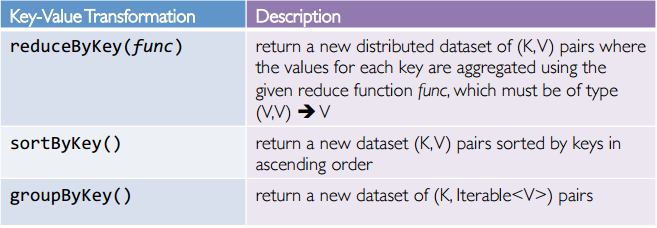 Key-Value Transformation Description
reduceByKey(func) return a new distributed dataset of (K,V) pairs where
the values for each key are aggregated using the
given reduce function func, which must be of type
(V,V) ➔ V
sortByKey() return a new dataset (K,V) pairs sorted by keys in
ascending order
groupByKey() return a new dataset of (K, Iterable<V>) pairs